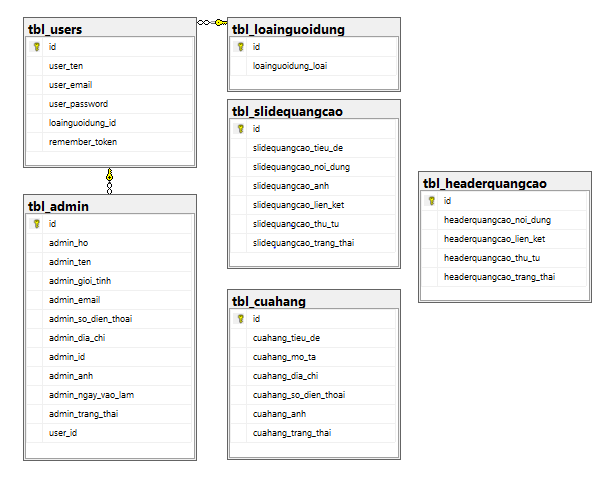 tbl_users
id
user_ten
user_email
user_password
loainguoidung_id
remember_token
tbl_loainguoidung
id
loainguoidung_loai
tbl_slidequangcao
id
slidequangcao_tieu_de
slidequangcao_noi_dung
slidequangcao_anh
slidequangcao_lien_ket
slidequangcao_thu_tu
slidequangcao_trang_thai
tbl_headerquangcao
id
headerquangcao_noi_dung
headerquangcao_lien_ket
headerquangcao_thu_tu
headerquangcao_trang_thai
tbl_admin
id
admin_ho
admin_ten
admin_gioi_tinh
admin_email
admin_so_dien_thoai
admin_dia_chi
admin_id
admin_anh
admin_ngay_vao_lam
admin_trang_thai
user_id
tbl_cuahang
id
cuahang_tieu_de
cuahang_mo_ta
cuahang_dia_chi
cuahang_so_dien_thoai
cuahang_anh
cuahang_trang_thai